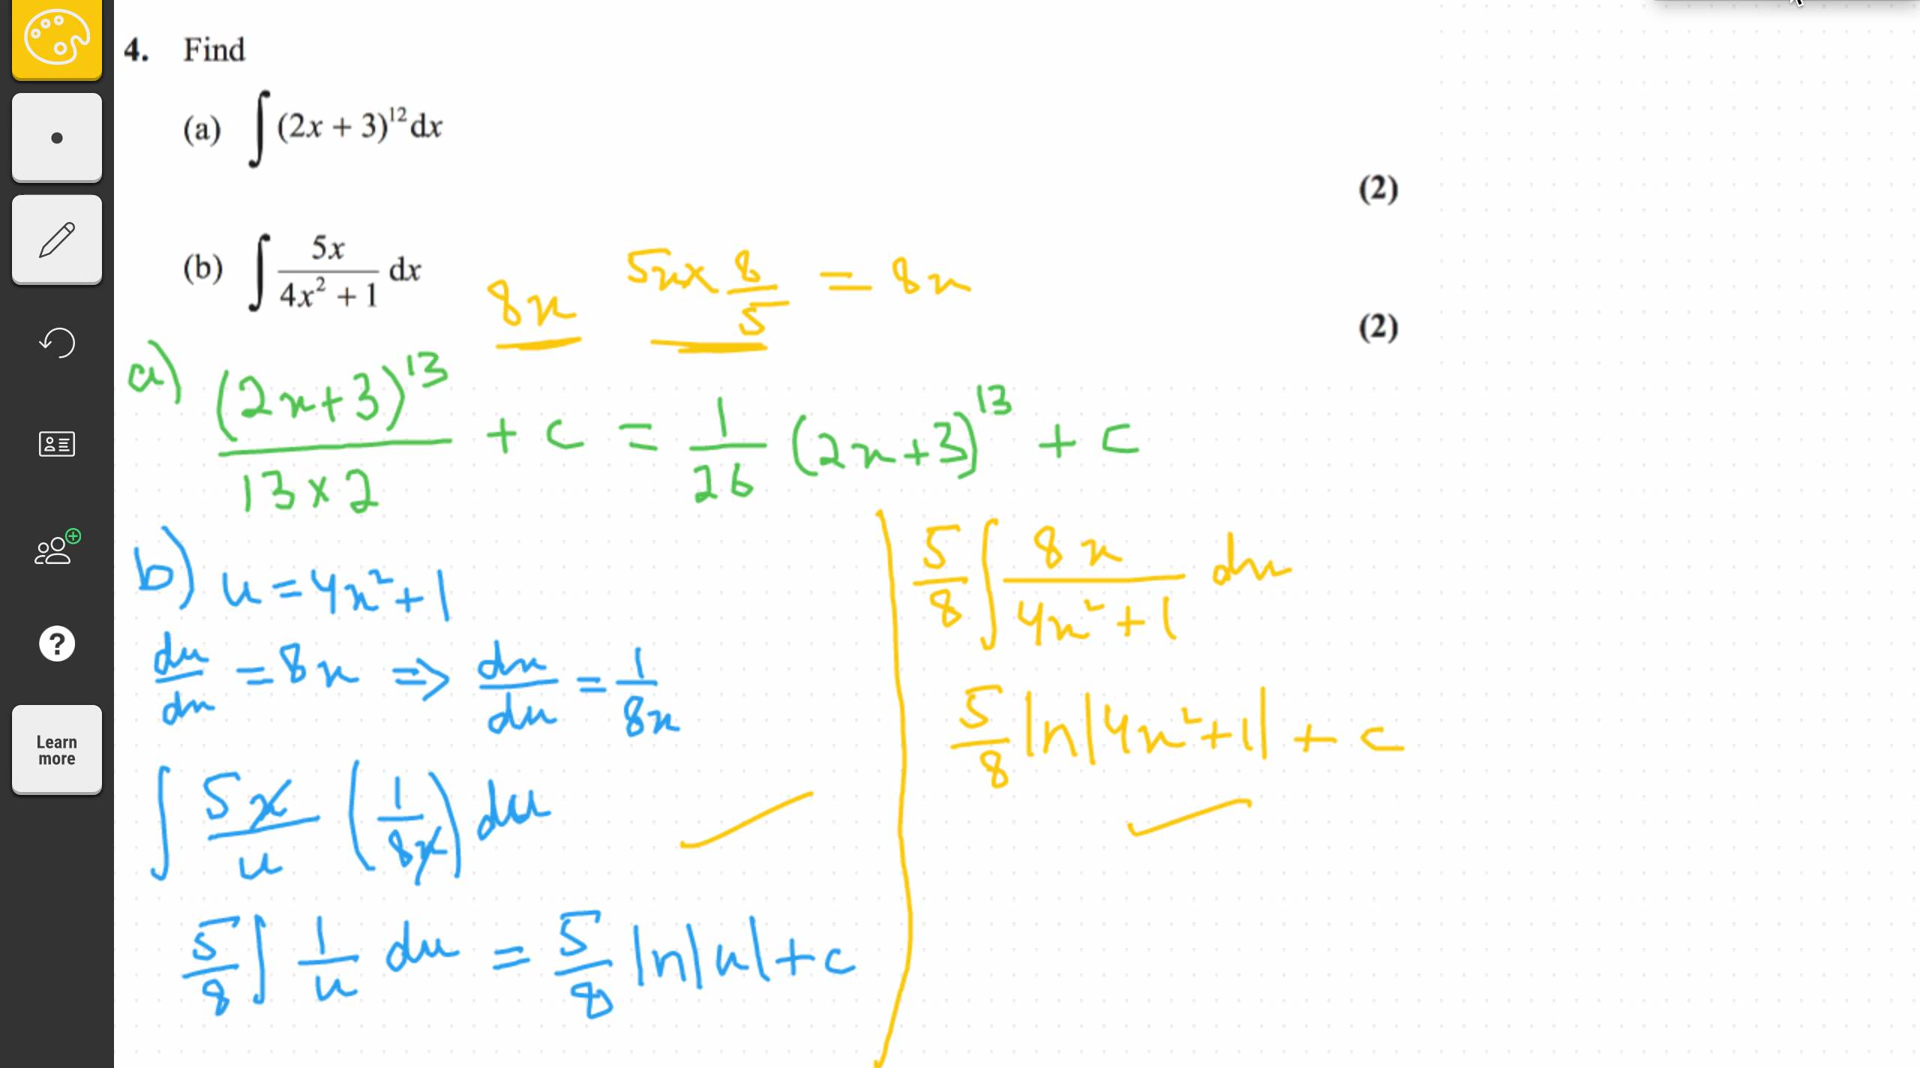 4. Find
(a) ∫ (2x + 3)¹² dx
(2)
(b) ∫ 5x / (4x² + 1) dx
8x 5x × 8/5 = 8x
(2)
a) (2x+3)¹³ / (13 × 2) + c = 1/26 (2x+3)¹³ + c
b) u = 4x² + 1
du/dx = 8x ⇒ dx/du = 1/8x
∫ 5x/u (1/8x) du
5/8 ∫ 1/u du = 5/8 ln|u| + c
5/8 ∫ 8x / (4x² + 1) dx
5/8 ln|4x²+1| + c
?
Learn
more